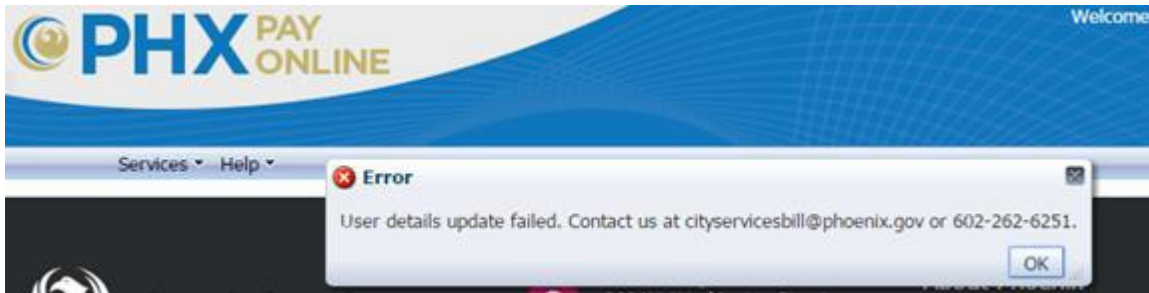 PHX PAY ONLINE
Welcome
Services Help
Error
User details update failed. Contact us at cityservicesbill@phoenix.gov or 602-262-6251.
OK